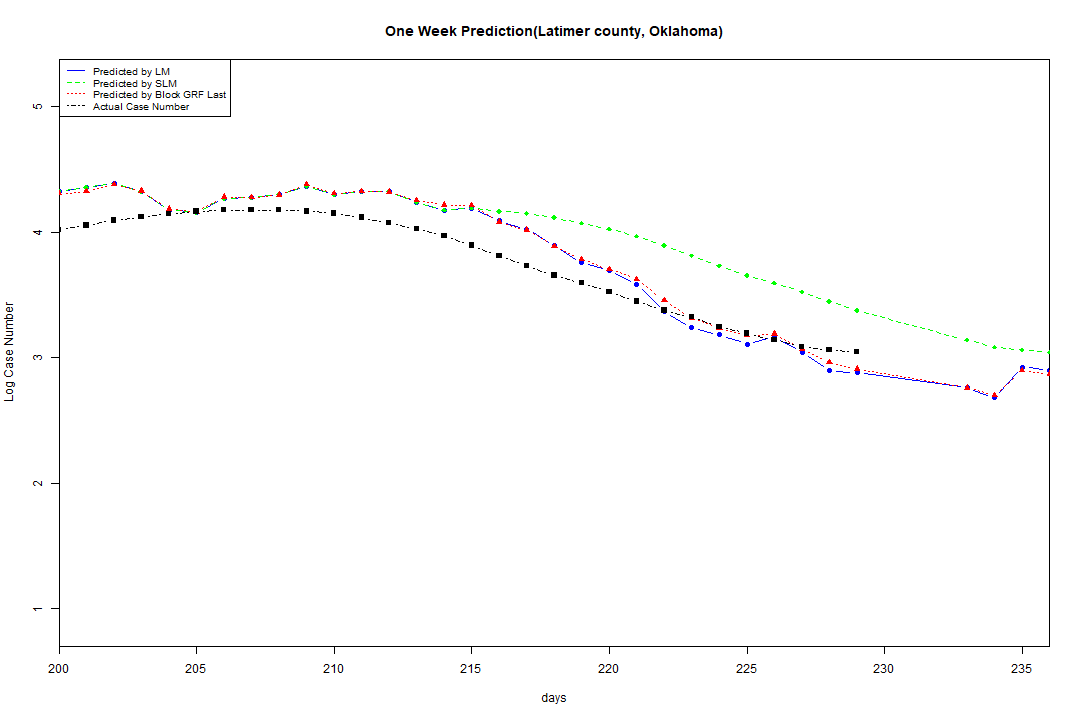 One Week Prediction(Latimer county, Oklahoma)
Predicted by LM
Predicted by SLM
Predicted by Block GRF Last
Actual Case Number
5
4
3
2
1
Log Case Number
200 205 210 215 220 225 230 235
days